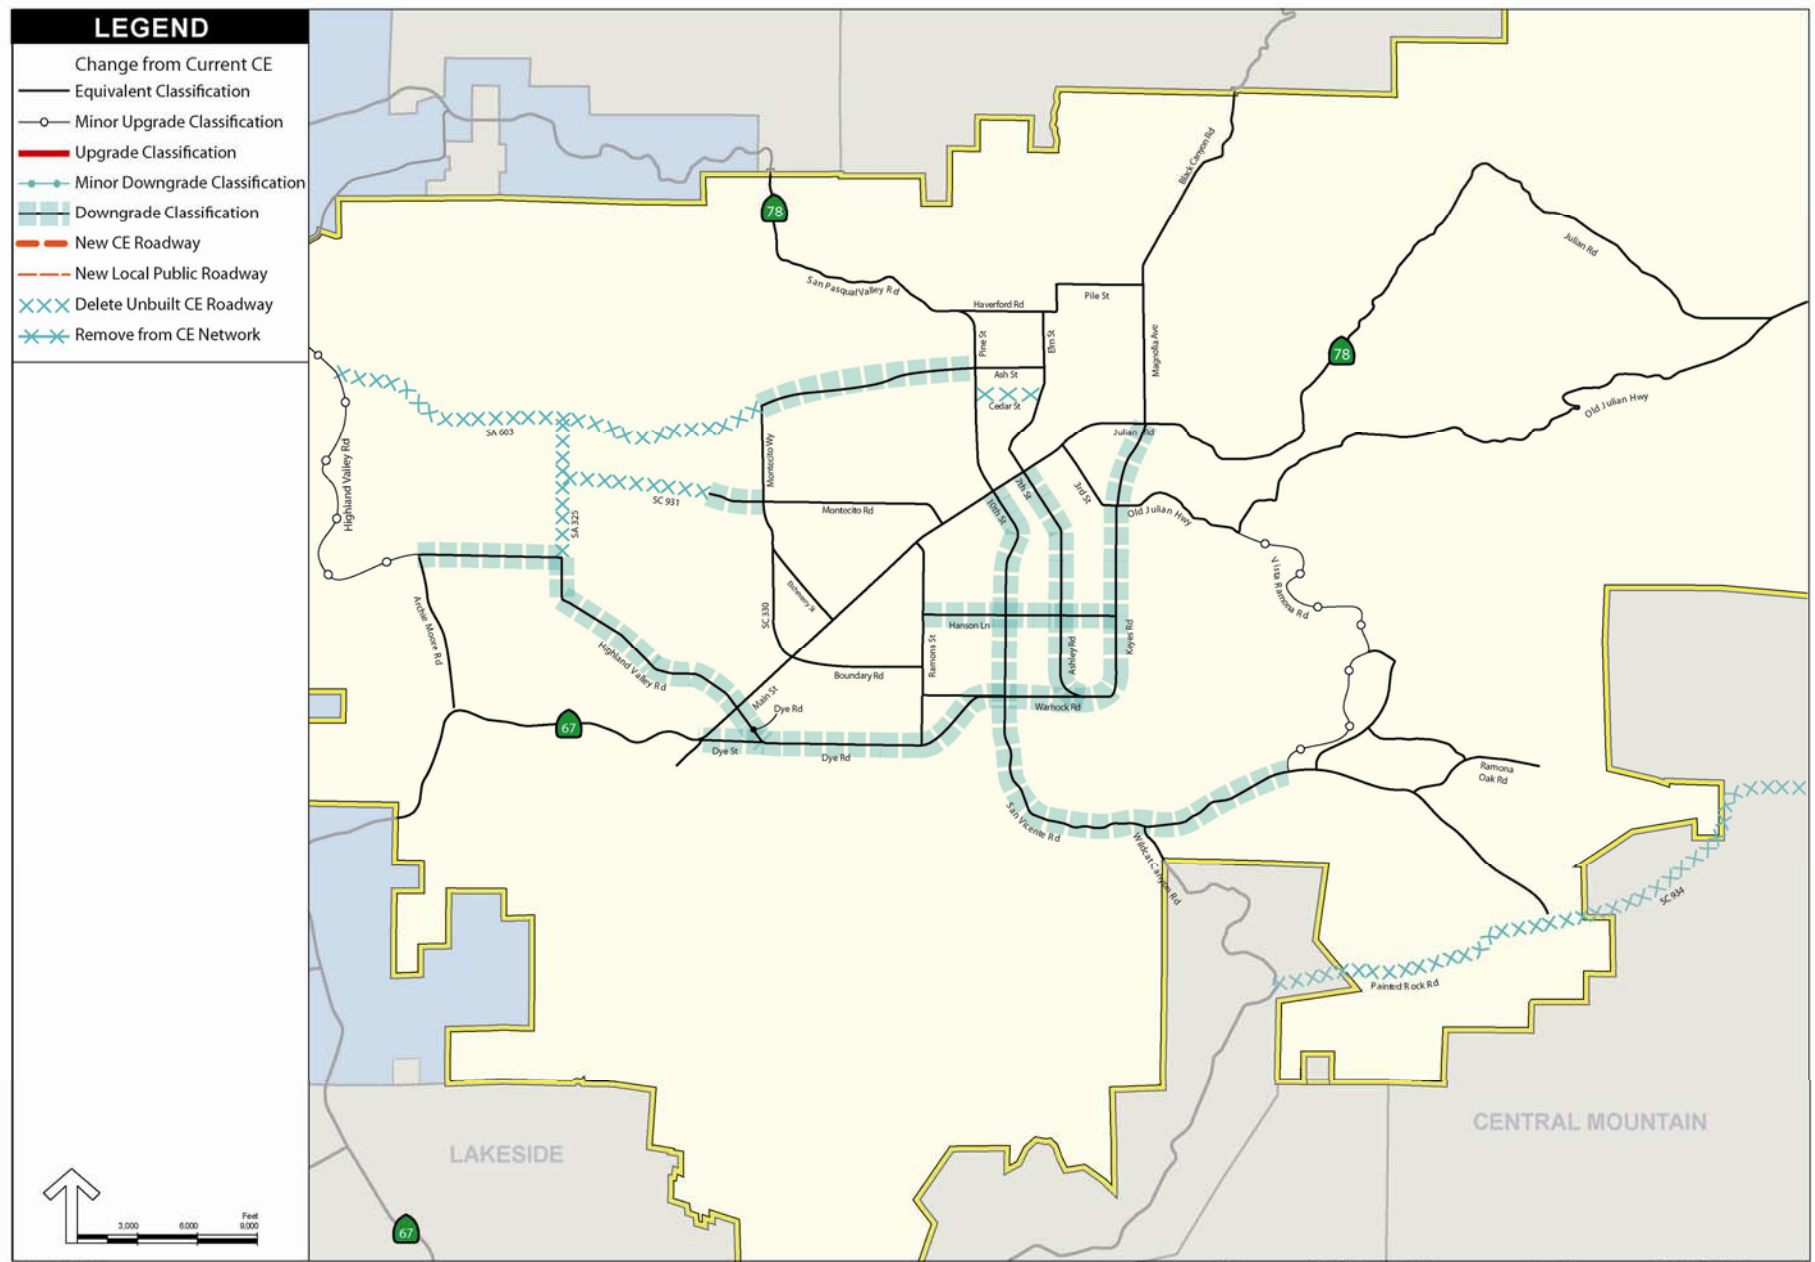 LEGEND
Change from Current CE
Equivalent Classification
Minor Upgrade Classification
Upgrade Classification
Minor Downgrade Classification
Downgrade Classification
New CE Roadway
New Local Public Roadway
Delete Unbuilt CE Roadway
Remove from CE Network
78
Black Canyon Rd
Julian Rd
San Pasqual Valley Rd
Haverford Rd
Pile St
Pine St
Elm St
Magnolia Ave
78
Ash St
Cedar St
Old Julian Hwy
SA 603
Julian Rd
Highland Valley Rd
Montecito Wy
SC 931
SA 325
Montecito Rd
10th St
7th St
3rd St
Old Julian Hwy
Vista Ramona Rd
Archie Moore Rd
Etcheverry St
SC 330
Hanson Ln
Ramona St
Ashley Rd
Keyes Rd
Highland Valley Rd
Boundary Rd
Main St
Dye Rd
Warnock Rd
67
Dye St
Dye Rd
Ramona
Oak Rd
San Vicente Rd
Wildcat Canyon Rd
SC 934
Painted Rock Rd
CENTRAL MOUNTAIN
LAKESIDE
67
Feet
3,000 6,000 9,000